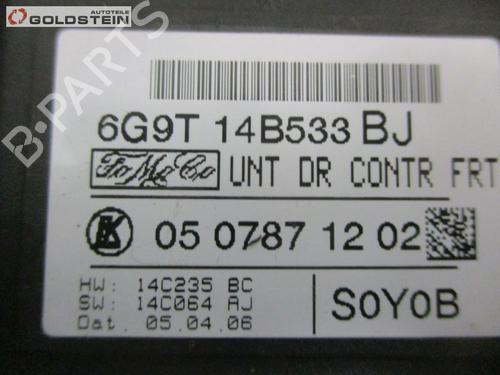 AUTOTEILE
GOLDSTEIN
B-PARTS
6G9T 14B533 BJ
FoMoCo UNT DR CONTR FRT
05 0787 12 02
HW: 14C235 BC
SW: 14C064 AJ
Dat. 05.04.06
S0Y0B